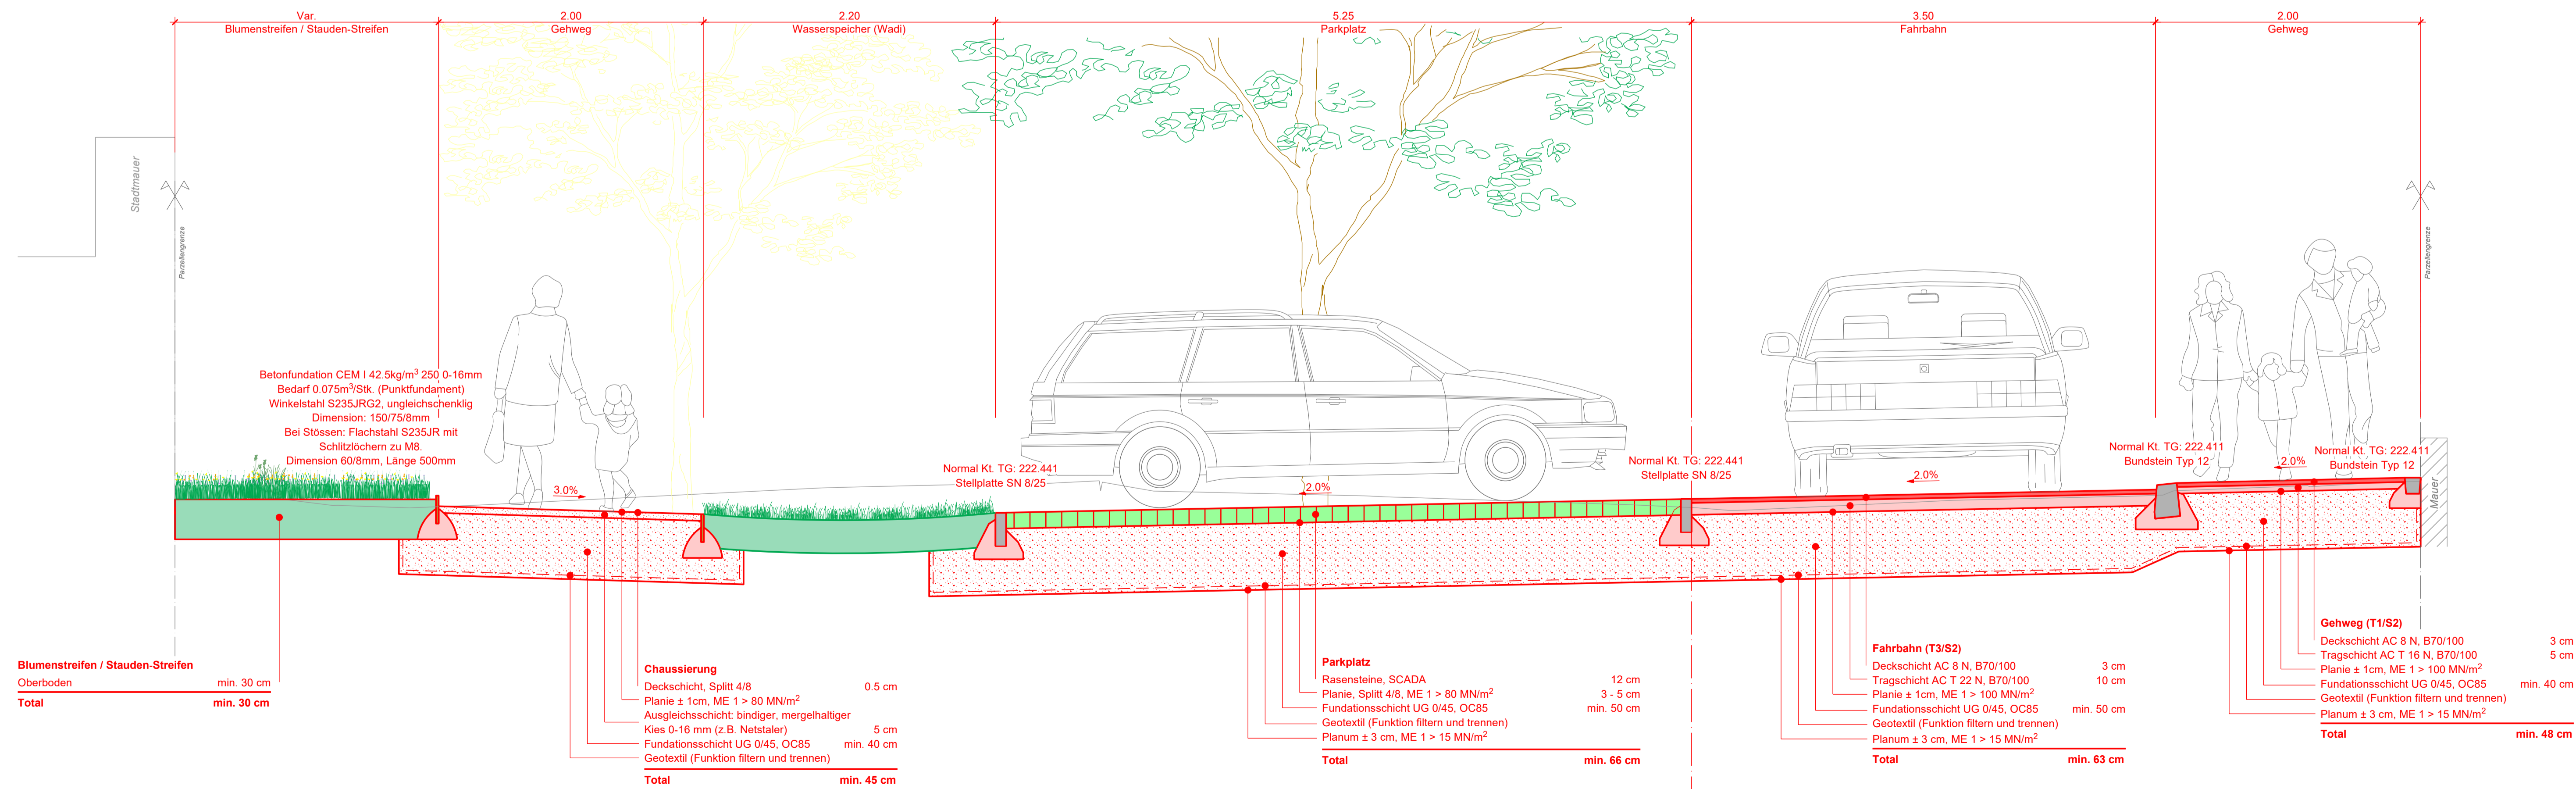 Var.
Blumenstreifen / Stauden-Streifen
2.00
Gehweg
2.20
Wasserspeicher (Wadi)
5.25
Parkplatz
3.50
Fahrbahn
2.00
Gehweg
Stadtmauer
Parzellengrenze
Parzellengrenze
Betonfundation CEM I 42.5kg/m³ 250 0-16mm
Bedarf 0.075m³/Stk. (Punktfundament)
Winkelstahl S235JRG2, ungleichschenklig
Dimension: 150/75/8mm
Bei Stössen: Flachstahl S235JR mit
Schlitzlöchern zu M8.
Dimension 60/8mm, Länge 500mm
3.0%
Normal Kt. TG: 222.441
Stellplatte SN 8/25
2.0%
Normal Kt. TG: 222.441
Stellplatte SN 8/25
2.0%
Normal Kt. TG: 222.411
Bundstein Typ 12
2.0%
Normal Kt. TG: 222.411
Bundstein Typ 12
Mauer
Blumenstreifen / Stauden-Streifen
Oberboden min. 30 cm
Total min. 30 cm
Chaussierung
Deckschicht, Splitt 4/8 0.5 cm
Planie ± 1cm, ME 1 > 80 MN/m²
Ausgleichsschicht: bindiger, mergelhaltiger
Kies 0-16 mm (z.B. Netstaler) 5 cm
Fundationsschicht UG 0/45, OC85 min. 40 cm
Geotextil (Funktion filtern und trennen)
Total min. 45 cm
Parkplatz
Rasensteine, SCADA 12 cm
Planie, Splitt 4/8, ME 1 > 80 MN/m² 3 - 5 cm
Fundationsschicht UG 0/45, OC85 min. 50 cm
Geotextil (Funktion filtern und trennen)
Planum ± 3 cm, ME 1 > 15 MN/m²
Total min. 66 cm
Fahrbahn (T3/S2)
Deckschicht AC 8 N, B70/100 3 cm
Tragschicht AC T 22 N, B70/100 10 cm
Planie ± 1cm, ME 1 > 100 MN/m²
Fundationsschicht UG 0/45, OC85 min. 50 cm
Geotextil (Funktion filtern und trennen)
Planum ± 3 cm, ME 1 > 15 MN/m²
Total min. 63 cm
Gehweg (T1/S2)
Deckschicht AC 8 N, B70/100 3 cm
Tragschicht AC T 16 N, B70/100 5 cm
Planie ± 1cm, ME 1 > 100 MN/m²
Fundationsschicht UG 0/45, OC85 min. 40 cm
Geotextil (Funktion filtern und trennen)
Planum ± 3 cm, ME 1 > 15 MN/m²
Total min. 48 cm